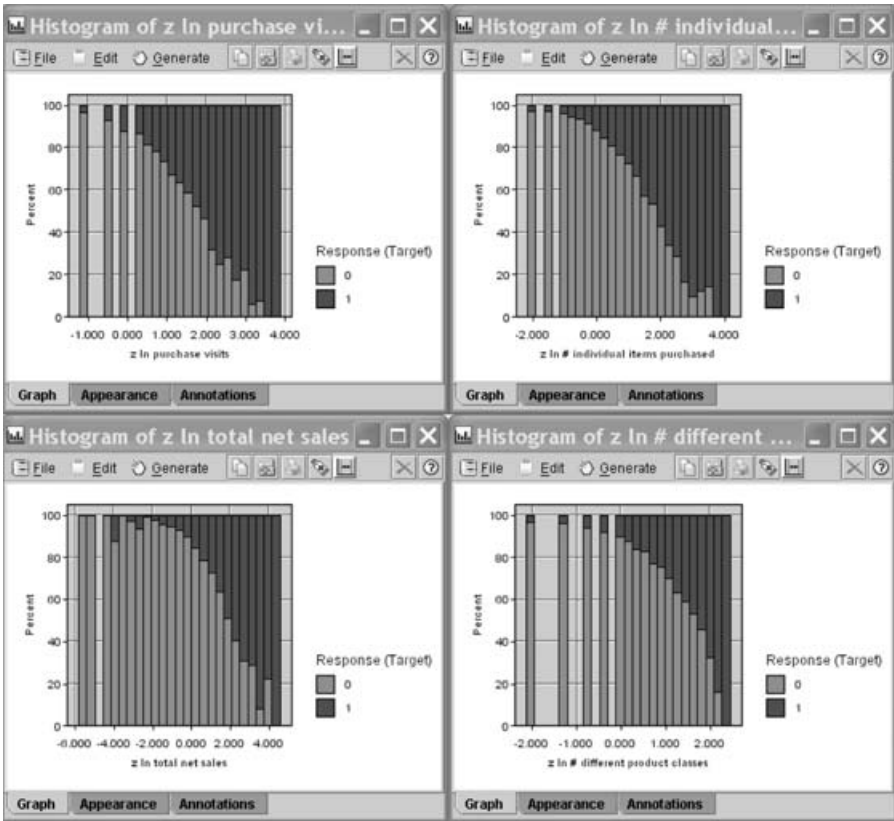 Histogram of z ln purchase vi...
File Edit Generate
100
80
60
40
20
0
Percent
-1.000 0.000 1.000 2.000 3.000 4.000
z ln purchase visits
Response (Target)
0
1
Graph Appearance Annotations
Histogram of z ln # individual...
File Edit Generate
100
80
60
40
20
0
Percent
-2.000 0.000 2.000 4.000
z ln # individual items purchased
Response (Target)
0
1
Graph Appearance Annotations
Histogram of z ln total net sales
File Edit Generate
100
80
60
40
20
0
Percent
-6.000 -4.000 -2.000 0.000 2.000 4.000
z ln total net sales
Response (Target)
0
1
Graph Appearance Annotations
Histogram of z ln # different ...
File Edit Generate
100
80
60
40
20
0
Percent
-2.000 -1.000 0.000 1.000 2.000
z ln # different product classes
Response (Target)
0
1
Graph Appearance Annotations